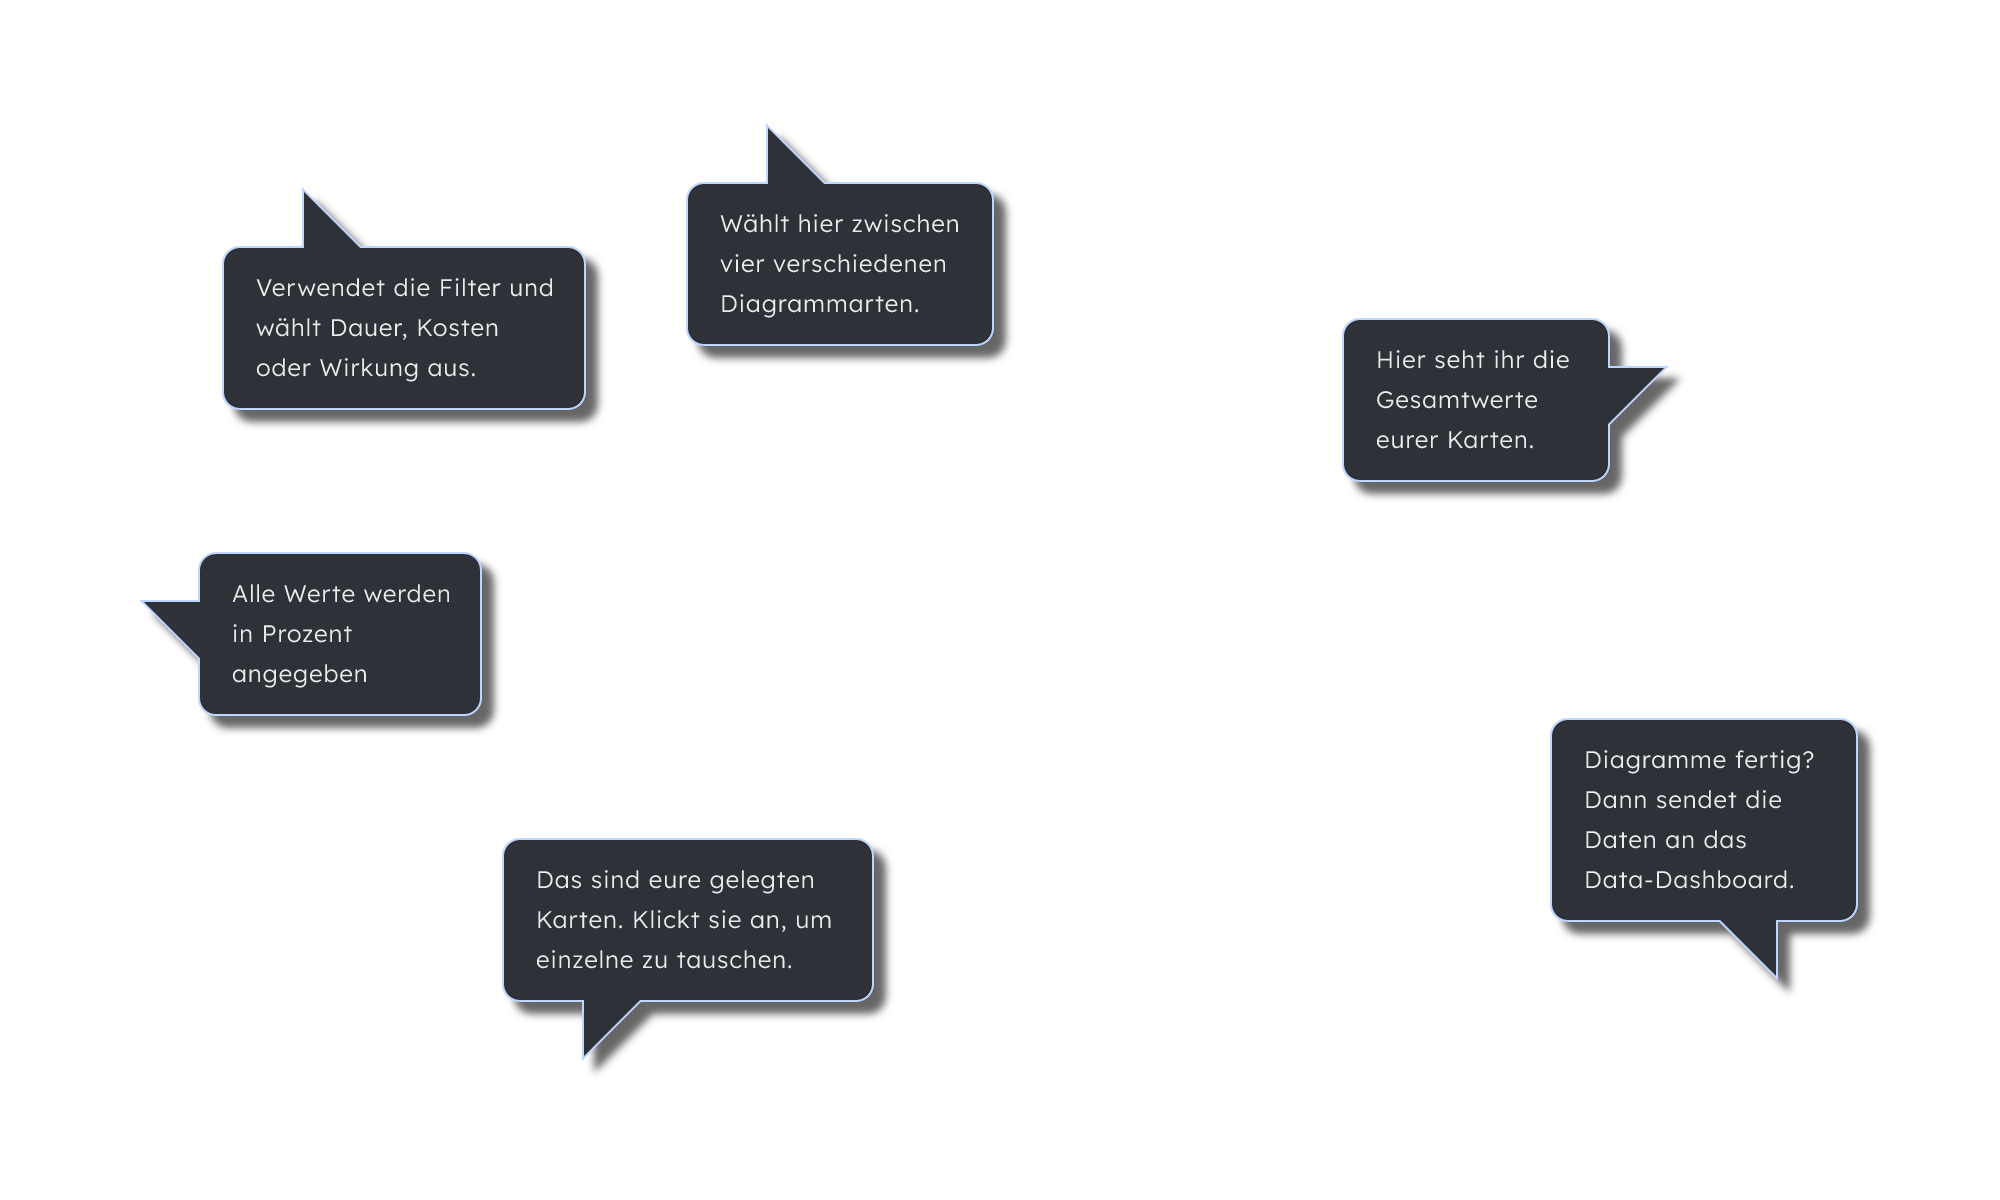 Verwendet die Filter und
wählt Dauer, Kosten
oder Wirkung aus.
Wählt hier zwischen
vier verschiedenen
Diagrammarten.
Hier seht ihr die
Gesamtwerte
eurer Karten.
Alle Werte werden
in Prozent
angegeben
Das sind eure gelegten
Karten. Klickt sie an, um
einzelne zu tauschen.
Diagramme fertig?
Dann sendet die
Daten an das
Data-Dashboard.